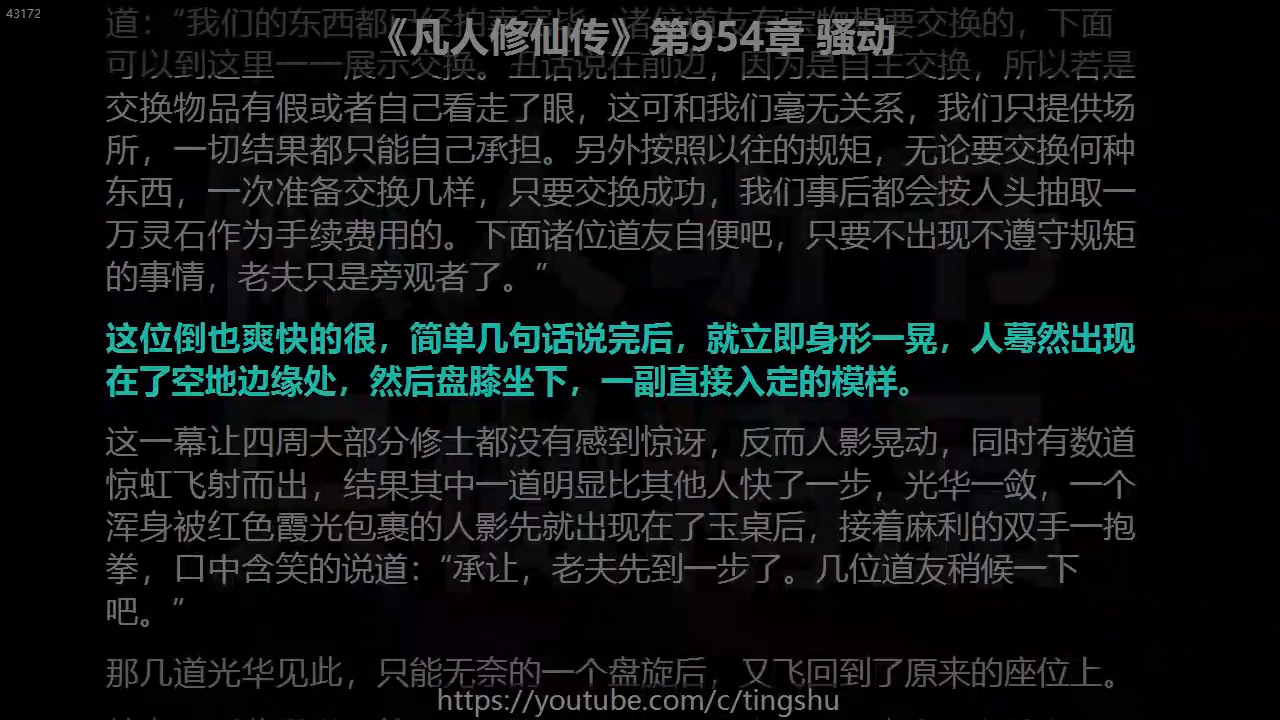 43172
《凡人修仙传》第954章 骚动
道：“我们的东西都已经拍卖完毕，诸位道友有宝物想要交换的，下面
可以到这里一一展示交换。丑话说在前边，因为是自主交换，所以若是
交换物品有假或者自己看走了眼，这可和我们毫无关系，我们只提供场
所，一切结果都只能自己承担。另外按照以往的规矩，无论要交换何种
东西，一次准备交换几样，只要交换成功，我们事后都会按人头抽取一
万灵石作为手续费用的。下面诸位道友自便吧，只要不出现不遵守规矩
的事情，老夫只是旁观者了。”
这位倒也爽快的很，简单几句话说完后，就立即身形一晃，人蓦然出现
在了空地边缘处，然后盘膝坐下，一副直接入定的模样。
这一幕让四周大部分修士都没有感到惊讶，反而人影晃动，同时有数道
惊虹飞射而出，结果其中一道明显比其他人快了一步，光华一敛，一个
浑身被红色霞光包裹的人影先就出现在了玉桌后，接着麻利的双手一抱
拳，口中含笑的说道：“承让，老夫先到一步了。几位道友稍候一下
吧。”
那几道光华见此，只能无奈的一个盘旋后，又飞回到了原来的座位上。
https://youtube.com/c/tingshu